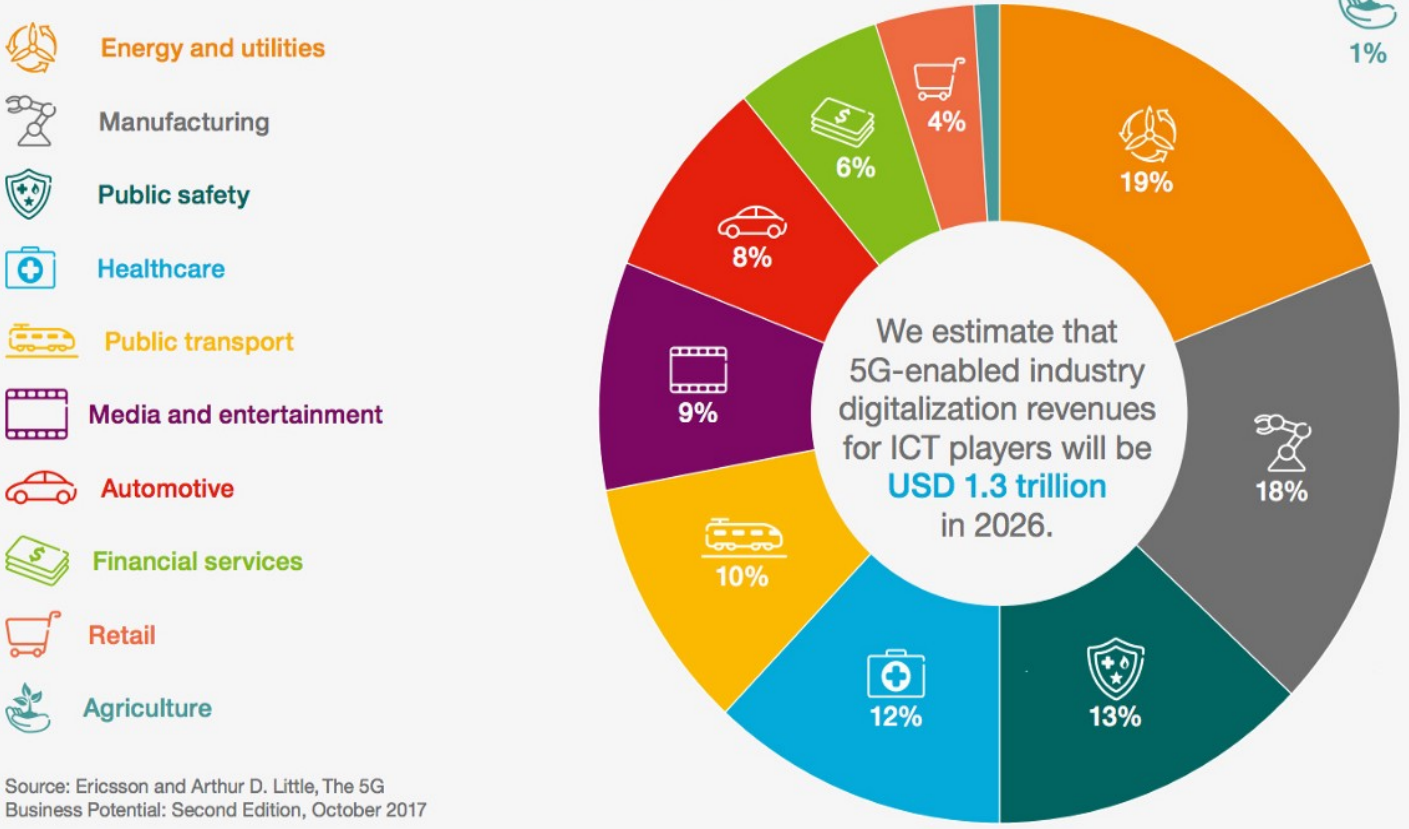 Energy and utilities
Manufacturing
Public safety
Healthcare
Public transport
Media and entertainment
Automotive
Financial services
Retail
Agriculture
Source: Ericsson and Arthur D. Little, The 5G
Business Potential: Second Edition, October 2017
1%
4%
6%
19%
8%
9%
18%
10%
12%
13%
We estimate that
5G-enabled industry
digitalization revenues
for ICT players will be
USD 1.3 trillion
in 2026.